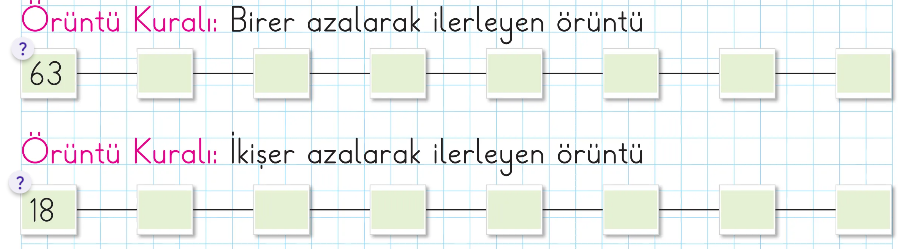 Örüntü Kuralı: Birer azalarak ilerleyen örüntü
?
63
Örüntü Kuralı: İkişer azalarak ilerleyen örüntü
?
18